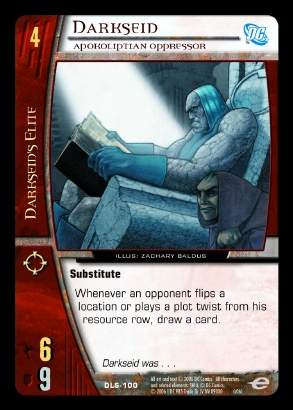 4
DARKSEID
APOKOLIPTIAN OPPRESSOR
DC
DARKSEID'S ELITE
ILLUS: ZACHARY BALDUS
Substitute
Whenever an opponent flips a
location or plays a plot twist from his
resource row, draw a card.
Darkseid was . . .
6
9
DLS-100